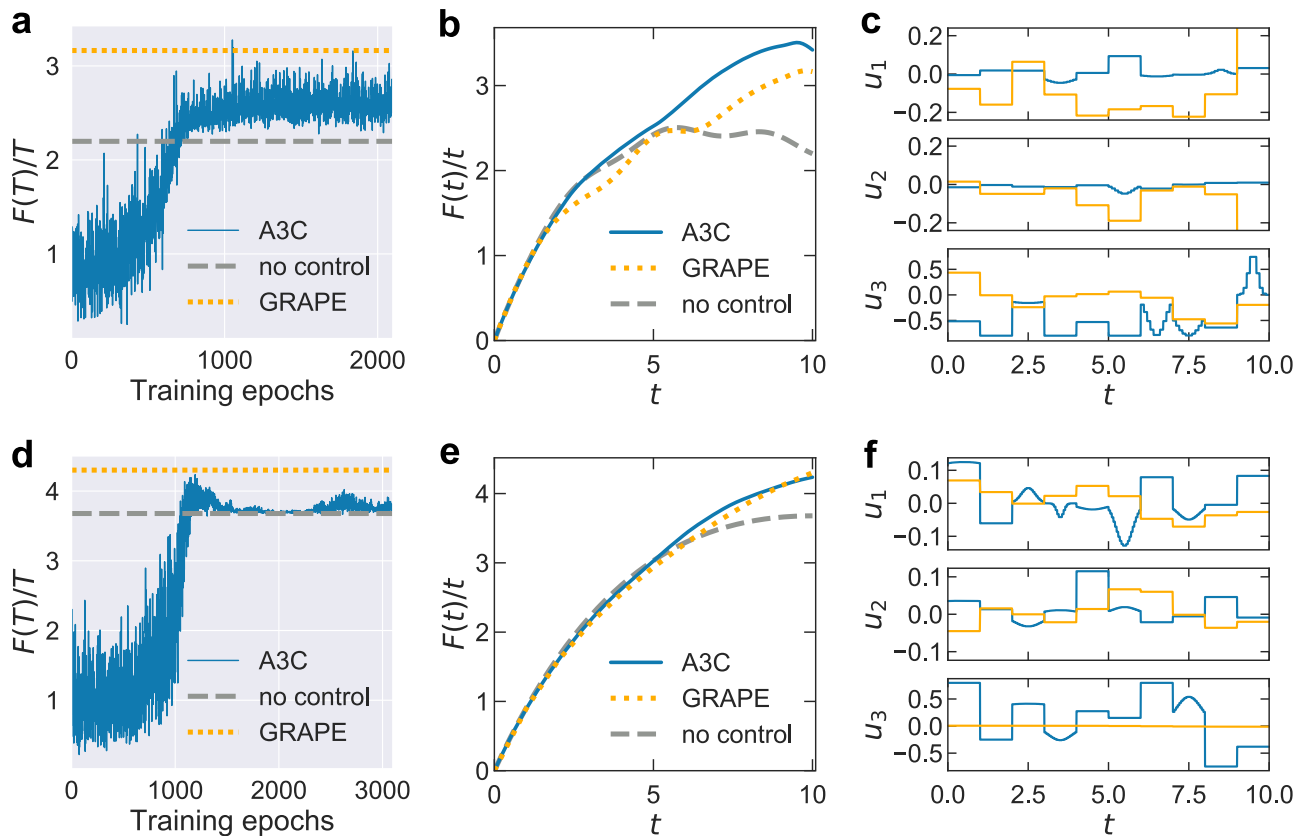 a
F(T)/T
3
2
1
A3C
no control
GRAPE
0
1000
2000
Training epochs
b
F(t)/t
3
2
1
0
A3C
GRAPE
no control
0
5
10
t
c
u1
0.2
0.0
−0.2
u2
0.2
0.0
−0.2
u3
0.5
0.0
−0.5
0.0
2.5
5.0
7.5
10.0
t
d
F(T)/T
4
3
2
1
A3C
no control
GRAPE
0
1000
2000
3000
Training epochs
e
F(t)/t
4
3
2
1
0
A3C
GRAPE
no control
0
5
10
t
f
u1
0.1
0.0
−0.1
u2
0.1
0.0
−0.1
u3
0.5
0.0
−0.5
0.0
2.5
5.0
7.5
10.0
t